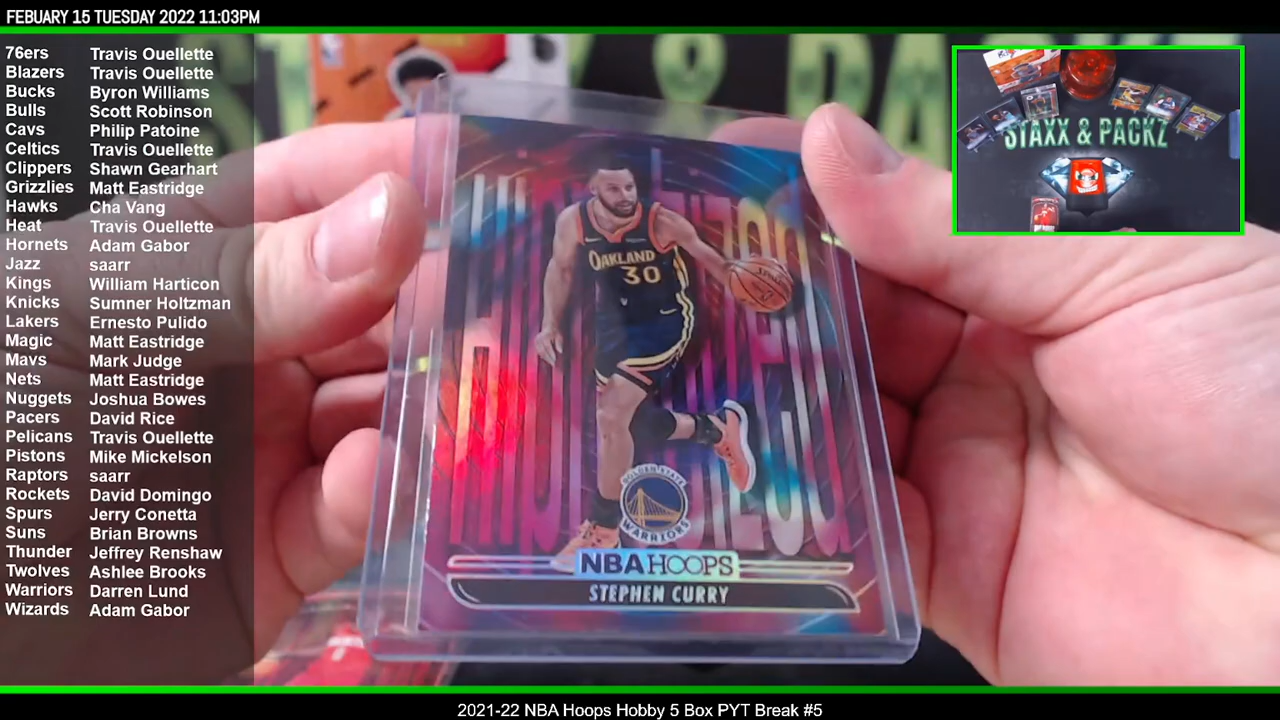 FEBUARY 15 TUESDAY 2022 11:03PM
76ers Travis Ouellette
Blazers Travis Ouellette
Bucks Byron Williams
Bulls Scott Robinson
Cavs Philip Patoine
Celtics Travis Ouellette
Clippers Shawn Gearhart
Grizzlies Matt Eastridge
Hawks Cha Vang
Heat Travis Ouellette
Hornets Adam Gabor
Jazz saarr
Kings William Harticon
Knicks Sumner Holtzman
Lakers Ernesto Pulido
Magic Matt Eastridge
Mavs Mark Judge
Nets Matt Eastridge
Nuggets Joshua Bowes
Pacers David Rice
Pelicans Travis Ouellette
Pistons Mike Mickelson
Raptors saarr
Rockets David Domingo
Spurs Jerry Conetta
Suns Brian Browns
Thunder Jeffrey Renshaw
Twolves Ashlee Brooks
Warriors Darren Lund
Wizards Adam Gabor
STAXX & PACKZ
Hipnotized
OAKLAND
30
SPALDING
GOLDEN STATE
WARRIORS
NBA HOOPS
STEPHEN CURRY
2021-22 NBA Hoops Hobby 5 Box PYT Break #5